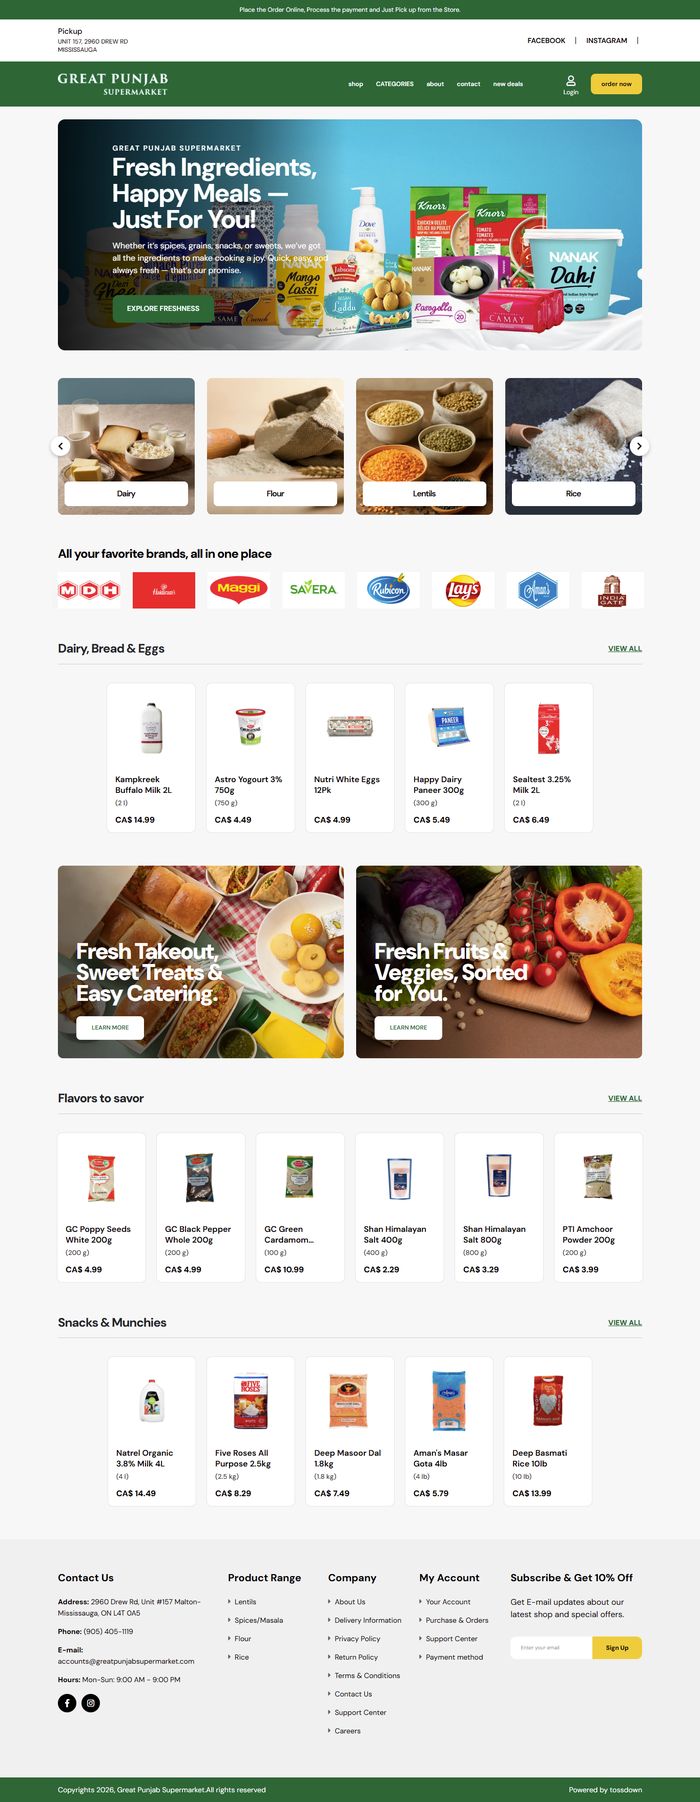 Place the Order Online, Process the payment and Just Pick up from the Store.
Pickup
UNIT 157, 2960 DREW RD
MISSISSAUGA
FACEBOOK | INSTAGRAM |
GREAT PUNJAB
SUPERMARKET
shop CATEGORIES about contact new deals
Login
order now
GREAT PUNJAB SUPERMARKET
Fresh Ingredients,
Happy Meals —
Just For You!
Whether it's spices, grains, snacks, or sweets, we've got
all the ingredients to make cooking a joy. Quick, easy, and
always fresh — that's our promise.
EXPLORE FRESHNESS
Dove
Knorr
Knorr
NANAK
Dahi
Mango
Lassi
Laddu
NANAK
Rasogolla
20
CAMAY
Dairy
Flour
Lentils
Rice
All your favorite brands, all in one place
MDH
Maggi
SAVERA
Rubicon
Lay's
Aman's
INDIA
GATE
Dairy, Bread & Eggs
VIEW ALL
PANEER
Kampkreek
Buffalo Milk 2L
(2 l)
CA$ 14.99
Astro Yogourt 3%
750g
(750 g)
CA$ 4.49
Nutri White Eggs
12Pk
CA$ 4.99
Happy Dairy
Paneer 300g
(300 g)
CA$ 5.49
Sealtest 3.25%
Milk 2L
(2 l)
CA$ 6.49
Fresh Takeout,
Sweet Treats &
Easy Catering.
LEARN MORE
Fresh Fruits &
Veggies, Sorted
for You.
LEARN MORE
Flavors to savor
VIEW ALL
GC Poppy Seeds
White 200g
(200 g)
CA$ 4.99
GC Black Pepper
Whole 200g
(200 g)
CA$ 4.99
GC Green
Cardamom...
(100 g)
CA$ 10.99
Shan Himalayan
Salt 400g
(400 g)
CA$ 2.29
Shan Himalayan
Salt 800g
(800 g)
CA$ 3.29
PTI Amchoor
Powder 200g
(200 g)
CA$ 3.99
Snacks & Munchies
VIEW ALL
FIVE
ROSES
Natrel Organic
3.8% Milk 4L
(4 l)
CA$ 14.49
Five Roses All
Purpose 2.5kg
(2.5 kg)
CA$ 8.29
Deep Masoor Dal
1.8kg
(1.8 kg)
CA$ 7.49
Aman's Masar
Gota 4lb
(4 lb)
CA$ 5.79
Deep Basmati
Rice 10lb
(10 lb)
CA$ 13.99
Contact Us
Address: 2960 Drew Rd, Unit #157 Malton-
Mississauga, ON L4T 0A5
Phone: (905) 405-1119
E-mail:
accounts@greatpunjabsupermarket.com
Hours: Mon-Sun: 9:00 AM - 9:00 PM
Product Range
Lentils
Spices/Masala
Flour
Rice
Company
About Us
Delivery Information
Privacy Policy
Return Policy
Terms & Conditions
Contact Us
Support Center
Careers
My Account
Your Account
Purchase & Orders
Support Center
Payment method
Subscribe & Get 10% Off
Get E-mail updates about our
latest shop and special offers.
Enter your email
Sign Up
Copyrights 2026, Great Punjab Supermarket.All rights reserved
Powered by tossdown